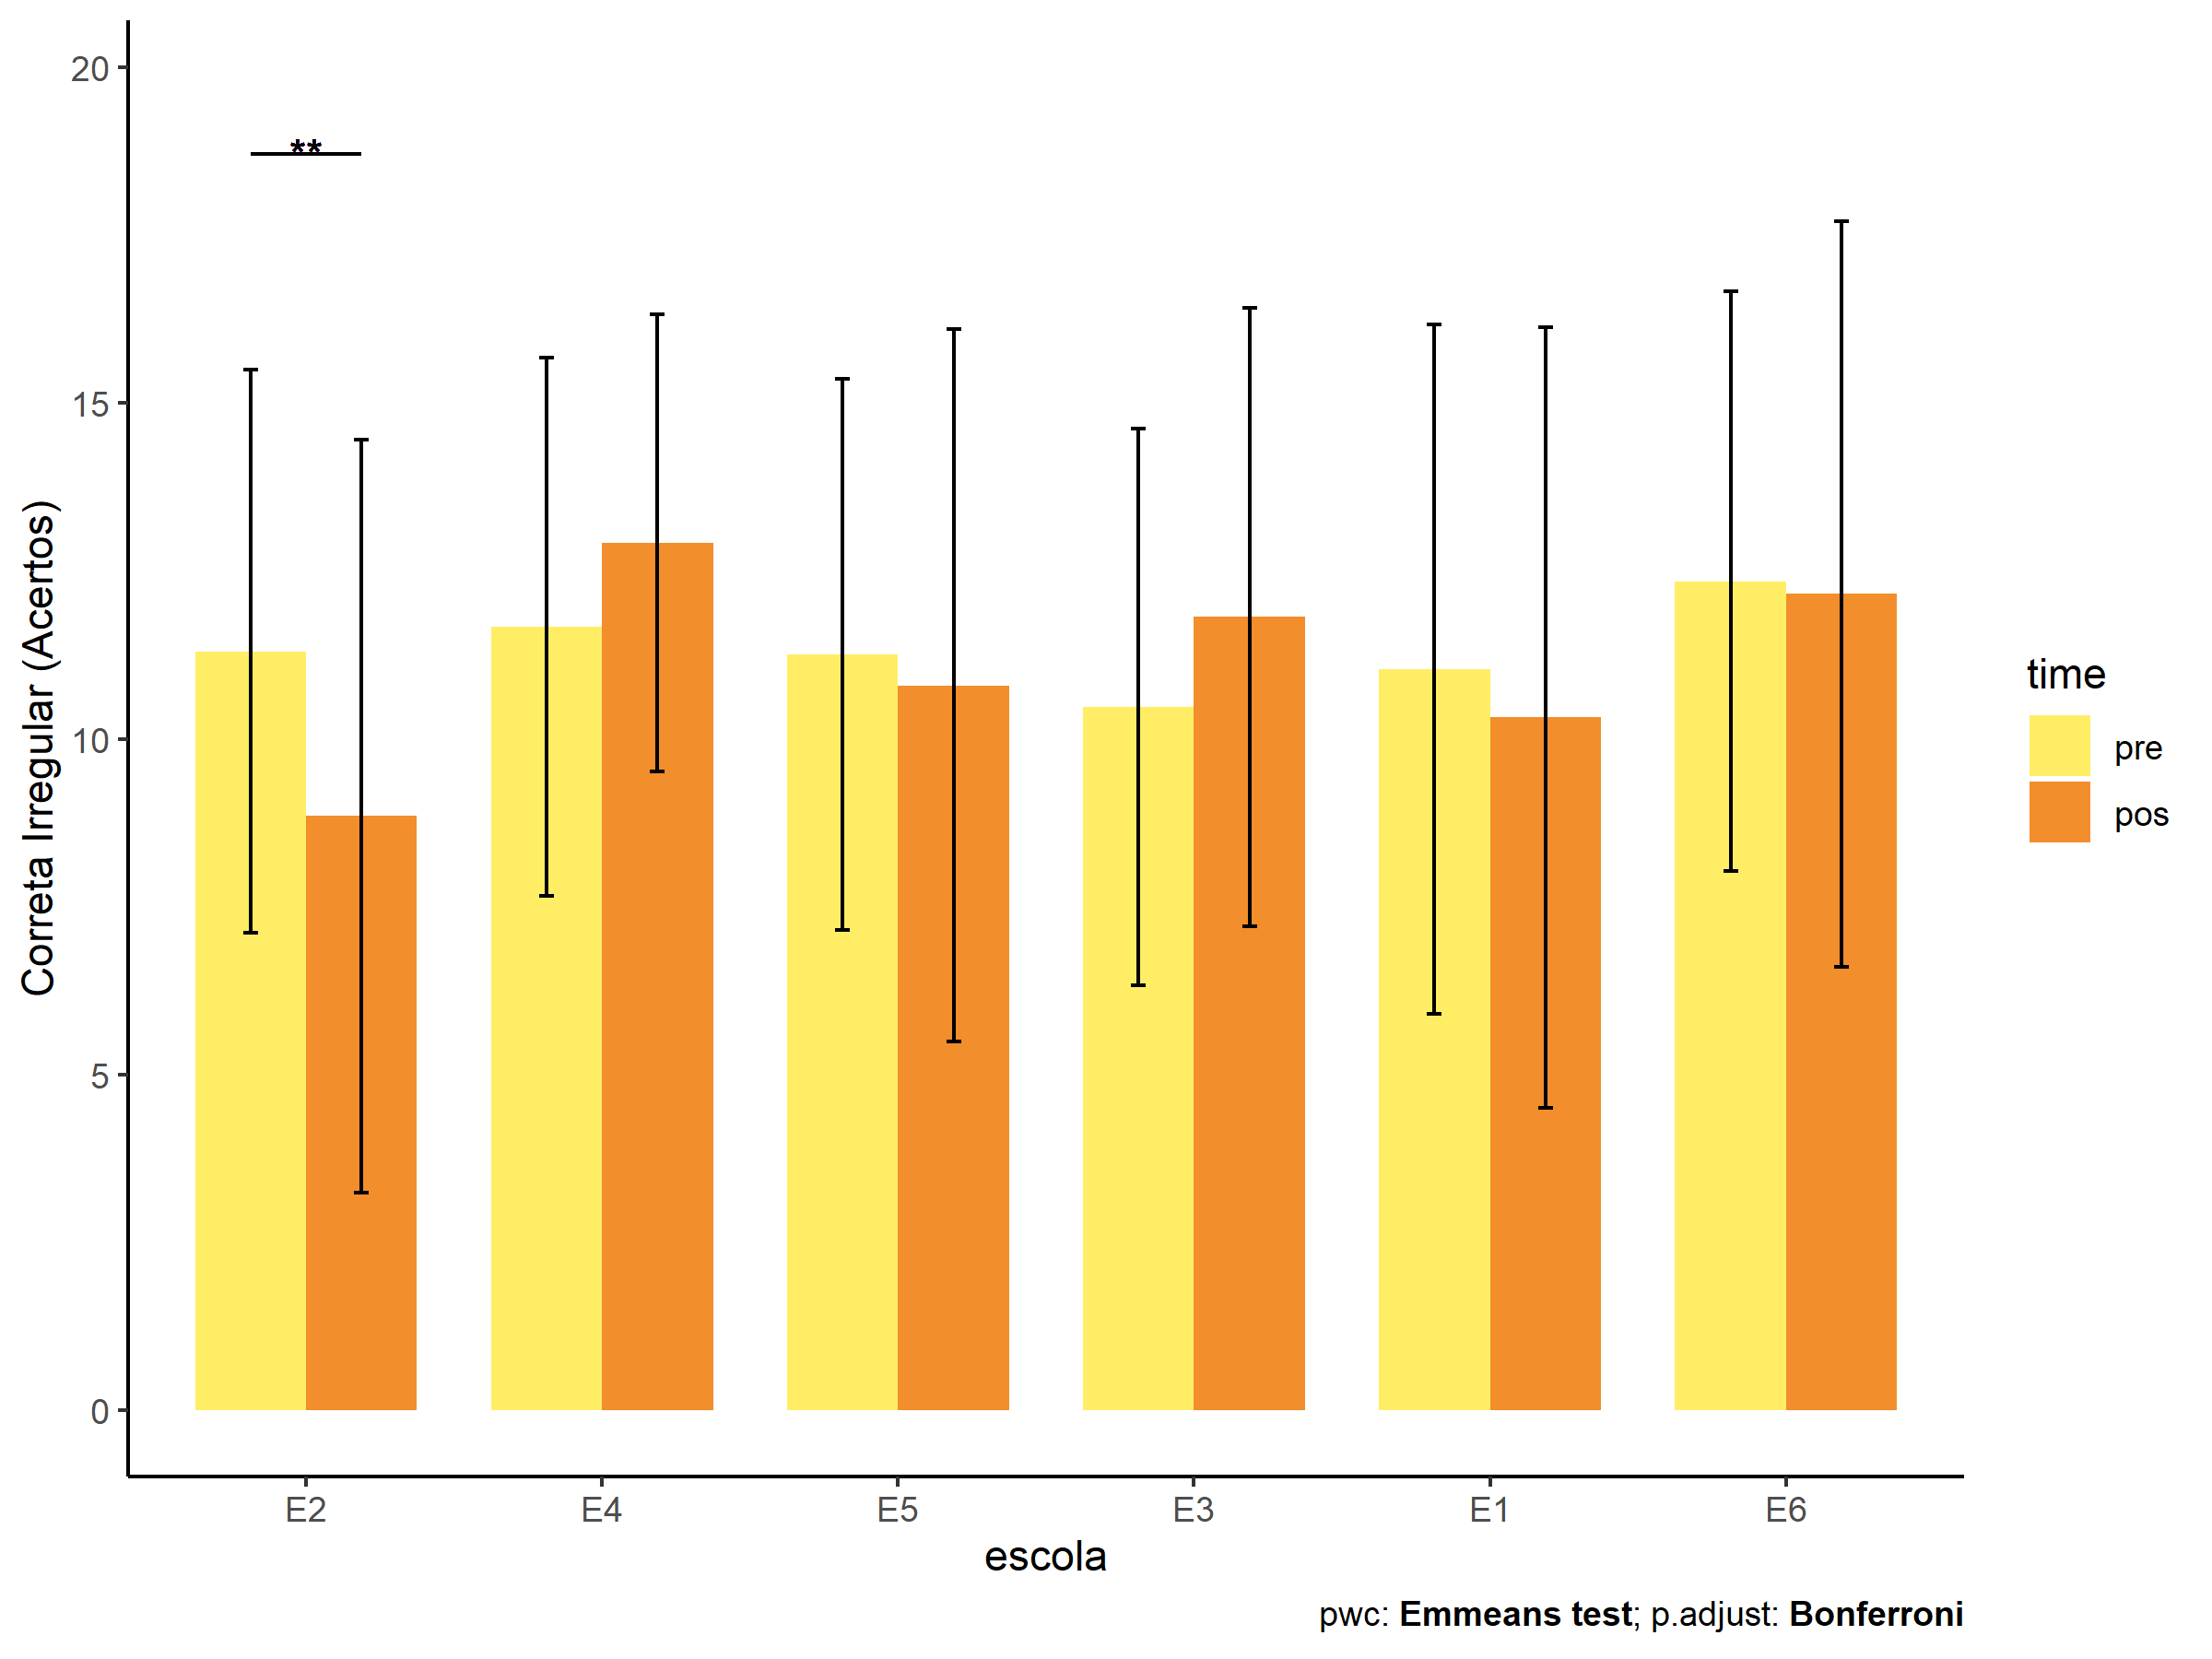 20
15
10
5
0
**
Correta Irregular (Acertos)
E2 E4 E5 E3 E1 E6
escola
time
pre
pos
pwc: Emmeans test; p.adjust: Bonferroni